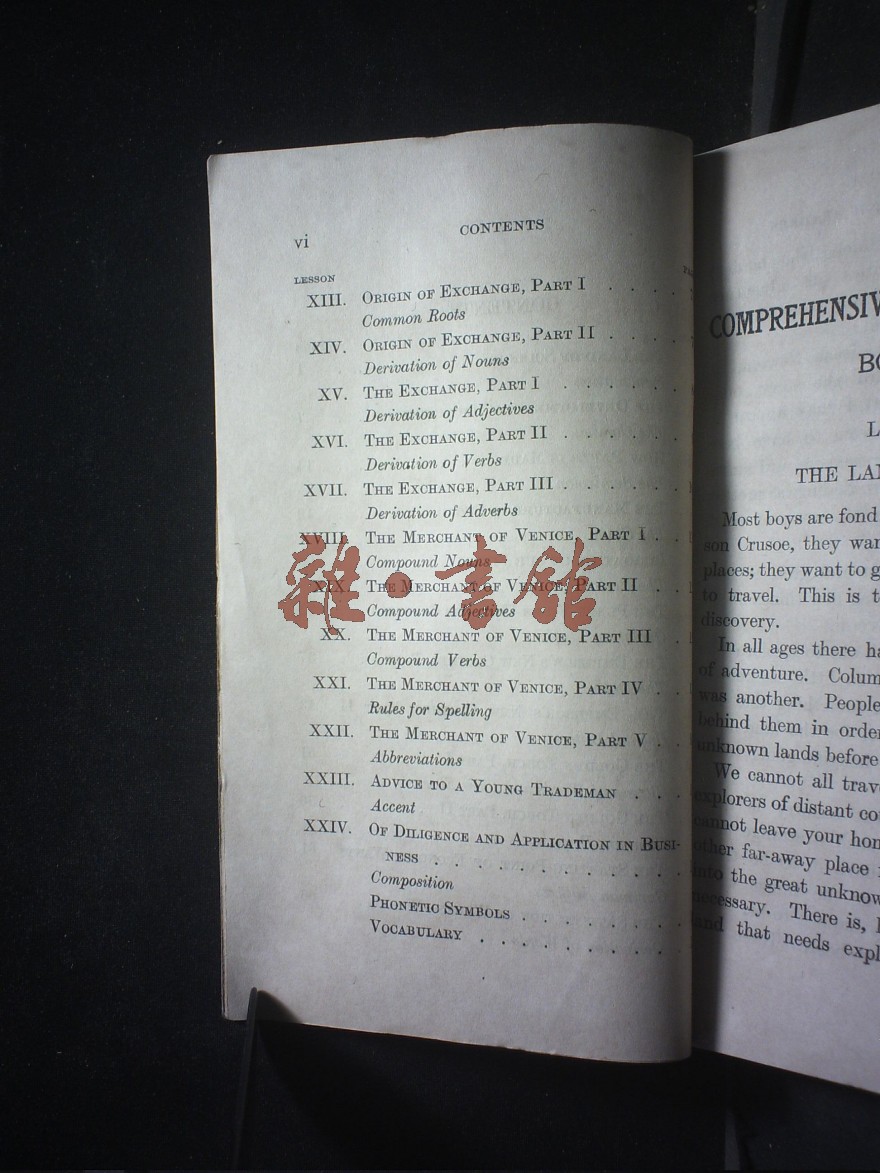 vi
CONTENTS
LESSON
XIII. ORIGIN OF EXCHANGE, PART I . . . .
Common Roots
XIV. ORIGIN OF EXCHANGE, PART II . . . .
Derivation of Nouns
XV. THE EXCHANGE, PART I . . . . . .
Derivation of Adjectives
XVI. THE EXCHANGE, PART II . . . . . .
Derivation of Verbs
XVII. THE EXCHANGE, PART III . . . . . .
Derivation of Adverbs
XVIII. THE MERCHANT OF VENICE, PART I . .
Compound Nouns
XIX. THE MERCHANT OF VENICE, PART II . .
Compound Adjectives
XX. THE MERCHANT OF VENICE, PART III .
Compound Verbs
XXI. THE MERCHANT OF VENICE, PART IV . .
Rules for Spelling
XXII. THE MERCHANT OF VENICE, PART V . .
Abbreviations
XXIII. ADVICE TO A YOUNG TRADEMAN . . .
Accent
XXIV. OF DILIGENCE AND APPLICATION IN BUSI-
NESS . . . . . . . . . . .
Composition
PHONETIC SYMBOLS . . . . . . . .
VOCABULARY . . . . . . . . .
雜·書館
COMPREHENSIV
BO
L
THE LAN
Most boys are fond
son Crusoe, they wan
places; they want to g
to travel. This is t
discovery.
In all ages there ha
of adventure. Colum
was another. People
behind them in order
unknown lands before
We cannot all trav
explorers of distant cou
cannot leave your hom
other far-away place
into the great unknow
necessary. There is,
and that needs expl